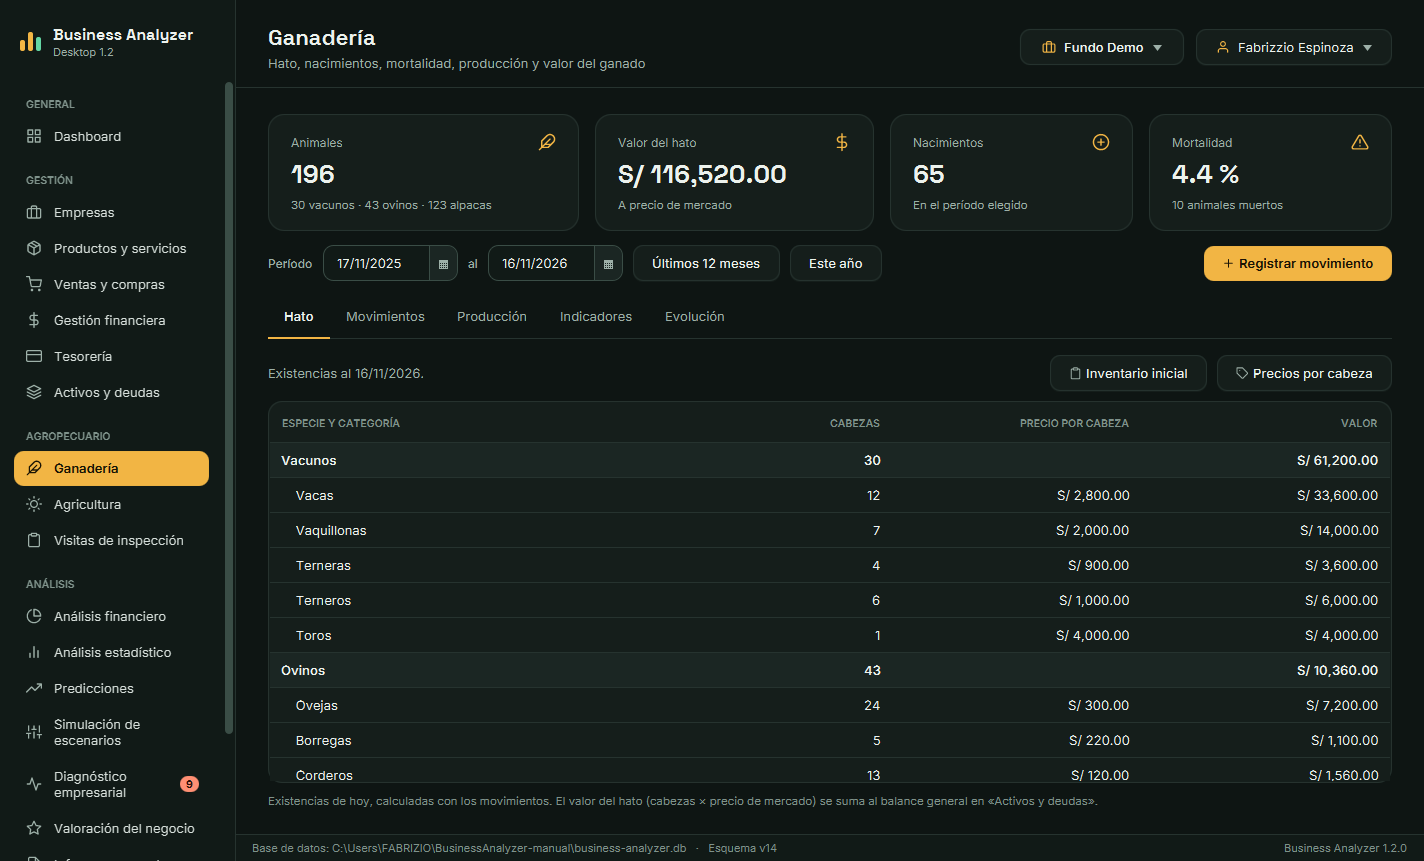 Business Analyzer
Desktop 1.2
GENERAL
Dashboard
GESTIÓN
Empresas
Productos y servicios
Ventas y compras
Gestión financiera
Tesorería
Activos y deudas
AGROPECUARIO
Ganadería
Agricultura
Visitas de inspección
ANÁLISIS
Análisis financiero
Análisis estadístico
Predicciones
Simulación de
escenarios
Diagnóstico
empresarial
9
Valoración del negocio
Ganadería
Hato, nacimientos, mortalidad, producción y valor del ganado
Fundo Demo
Fabrizzio Espinoza
Animales
196
30 vacunos · 43 ovinos · 123 alpacas
Valor del hato
S/ 116,520.00
A precio de mercado
Nacimientos
65
En el período elegido
Mortalidad
4.4 %
10 animales muertos
Período 17/11/2025 al 16/11/2026 Últimos 12 meses Este año + Registrar movimiento
Hato Movimientos Producción Indicadores Evolución
Existencias al 16/11/2026. Inventario inicial Precios por cabeza
ESPECIE Y CATEGORÍA CABEZAS PRECIO POR CABEZA VALOR
Vacunos 30 S/ 61,200.00
Vacas 12 S/ 2,800.00 S/ 33,600.00
Vaquillonas 7 S/ 2,000.00 S/ 14,000.00
Terneras 4 S/ 900.00 S/ 3,600.00
Terneros 6 S/ 1,000.00 S/ 6,000.00
Toros 1 S/ 4,000.00 S/ 4,000.00
Ovinos 43 S/ 10,360.00
Ovejas 24 S/ 300.00 S/ 7,200.00
Borregas 5 S/ 220.00 S/ 1,100.00
Corderos 13 S/ 120.00 S/ 1,560.00
Existencias de hoy, calculadas con los movimientos. El valor del hato (cabezas × precio de mercado) se suma al balance general en «Activos y deudas».
Base de datos: C:\Users\FABRIZIO\BusinessAnalyzer-manual\business-analyzer.db · Esquema v14
Business Analyzer 1.2.0